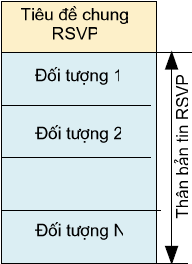 Tiêu đề chung
RSVP
Đối tượng 1
Đối tượng 2
Đối tượng N
Thân bản tin RSVP